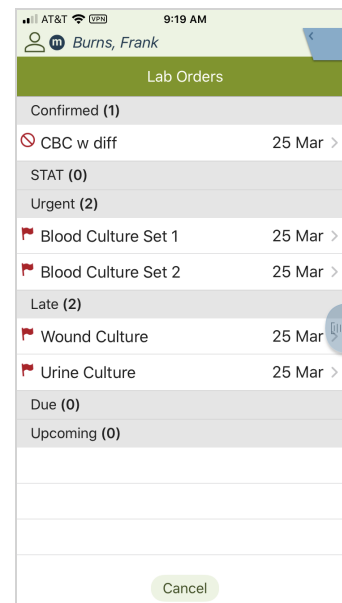 AT&T VPN 9:19 AM
m Burns, Frank
Lab Orders
Confirmed (1)
CBC w diff 25 Mar
STAT (0)
Urgent (2)
Blood Culture Set 1 25 Mar
Blood Culture Set 2 25 Mar
Late (2)
Wound Culture 25 Mar
Urine Culture 25 Mar
Due (0)
Upcoming (0)
Cancel